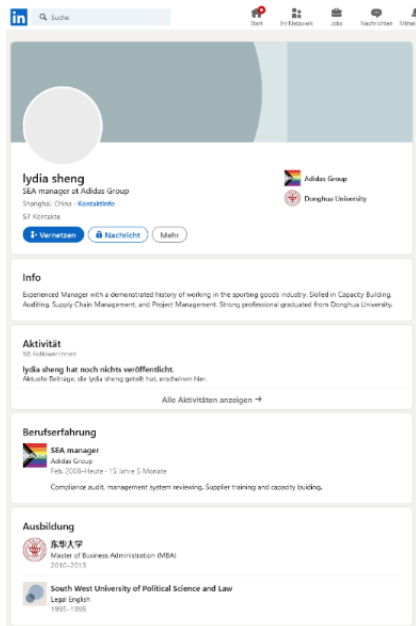 in
Suche
Start
Ihr Netzwerk
Jobs
Nachrichten
lydia sheng
SEA manager at Adidas Group
Shanghai, China · Kontaktinfo
57 Kontakte
Adidas Group
Donghua University
Vernetzen
Nachricht
Mehr
Info
Experienced Manager with a demonstrated history of working in the sporting goods industry. Skilled in Capacity Building,
Auditing, Supply Chain Management, and Project Management. Strong professional graduated from Donghua University.
Aktivität
58 Follower:innen
lydia sheng hat noch nichts veröffentlicht.
Aktuelle Beiträge, die lydia sheng geteilt hat, erscheinen hier.
Alle Aktivitäten anzeigen →
Berufserfahrung
SEA manager
Adidas Group
Feb. 2008–Heute · 15 Jahre 5 Monate
Compliance audit, management system reviewing, Supplier training and capacity buiding.
Ausbildung
东华大学
Master of Business Administration (MBA)
2010–2013
South West University of Political Science and Law
Legal English